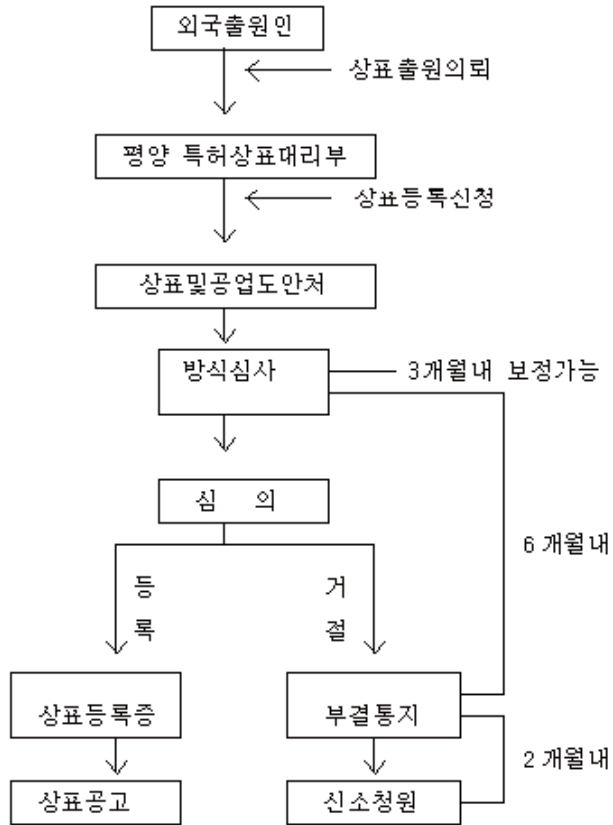 외국출원인
상표출원의뢰
평양 특허상표대리부
상표등록신청
상표및공업도안처
방식심사
3개월내 보정가능
심 의
6개월내
등 거
록 절
상표등록증
부결통지
2개월내
상표공고
신소청원